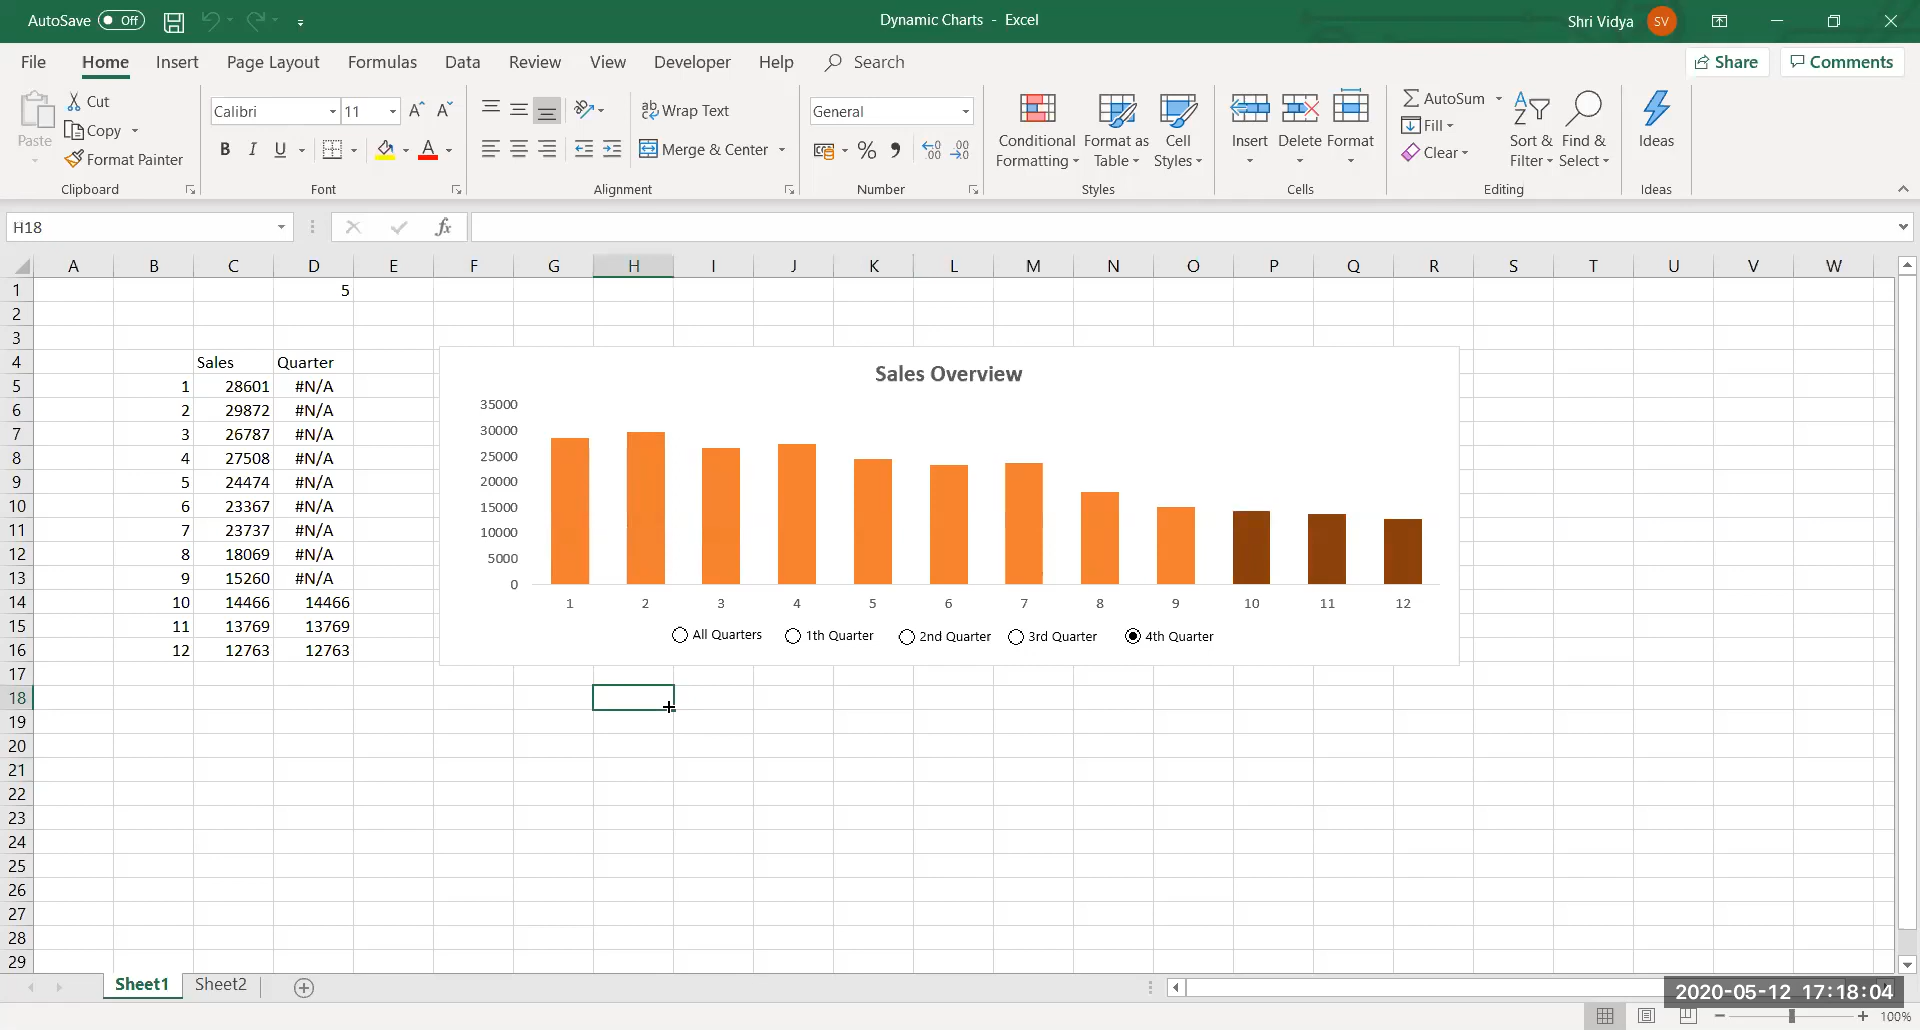 AutoSave Off
Dynamic Charts - Excel
Shri Vidya SV
File Home Insert Page Layout Formulas Data Review View Developer Help Search
Share Comments
Paste
Cut
Copy
Format Painter
Clipboard
Calibri 11
A A
B I U A
Font
ab Wrap Text
Merge & Center
Alignment
General
% ,
Number
Conditional Formatting
Format as Table
Cell Styles
Styles
Insert Delete Format
Cells
AutoSum
Fill
Clear
Sort & Filter
Find & Select
Editing
Ideas
Ideas
H18 fx
A B C D E F G H I J K L M N O P Q R S T U V W
1 5
2
3
4 Sales Quarter
5 1 28601 #N/A
6 2 29872 #N/A
7 3 26787 #N/A
8 4 27508 #N/A
9 5 24474 #N/A
10 6 23367 #N/A
11 7 23737 #N/A
12 8 18069 #N/A
13 9 15260 #N/A
14 10 14466 14466
15 11 13769 13769
16 12 12763 12763
17
18
19
20
21
22
23
24
25
26
27
28
29
Sales Overview
35000
30000
25000
20000
15000
10000
5000
0
1 2 3 4 5 6 7 8 9 10 11 12
All Quarters 1th Quarter 2nd Quarter 3rd Quarter 4th Quarter
Sheet1 Sheet2
2020-05-12 17:18:04
100%